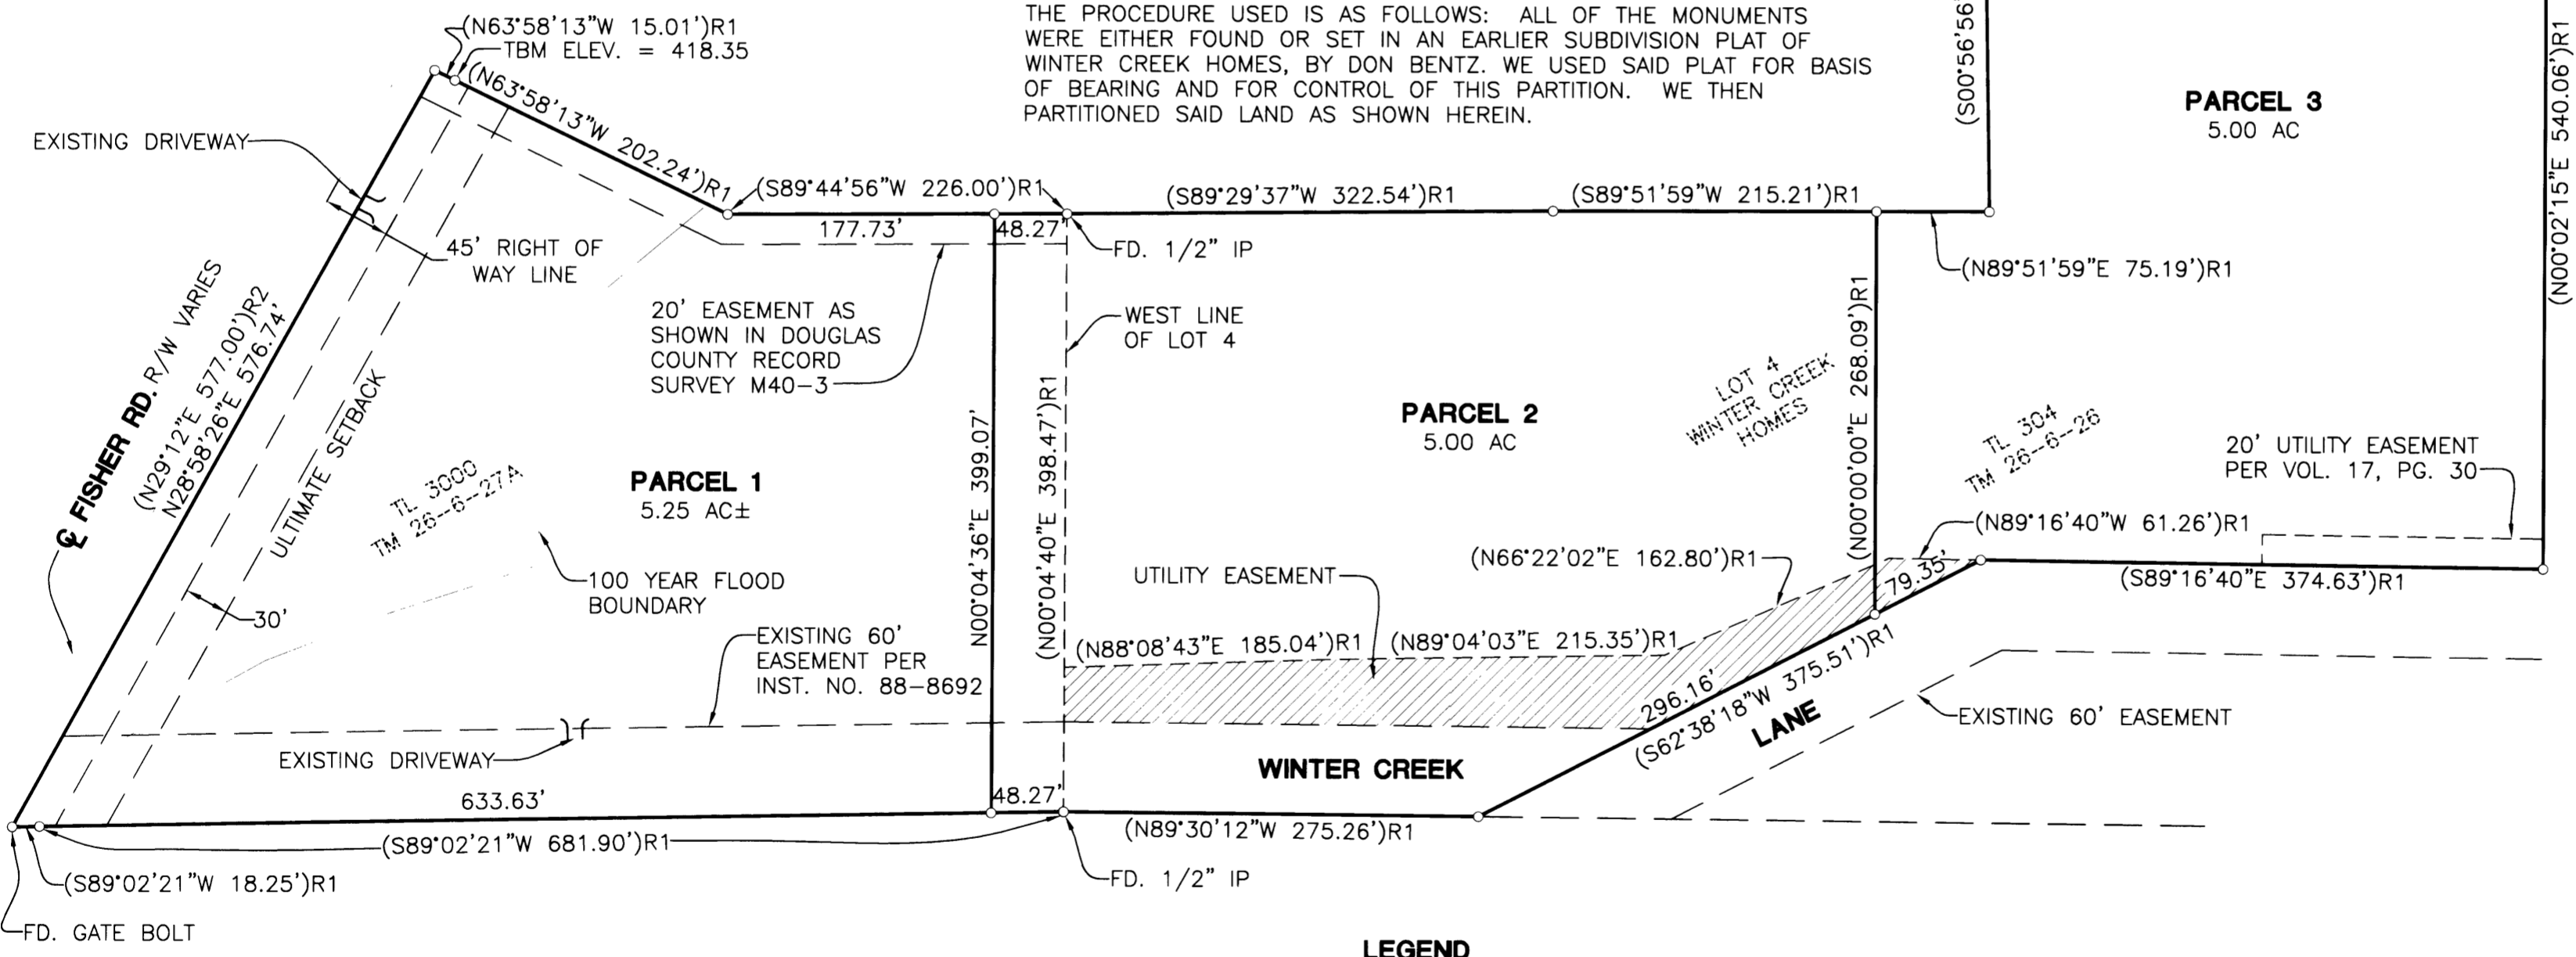 THE PROCEDURE USED IS AS FOLLOWS: ALL OF THE MONUMENTS
WERE EITHER FOUND OR SET IN AN EARLIER SUBDIVISION PLAT OF
WINTER CREEK HOMES, BY DON BENTZ. WE USED SAID PLAT FOR BASIS
OF BEARING AND FOR CONTROL OF THIS PARTITION. WE THEN
PARTITIONED SAID LAND AS SHOWN HEREIN.
(N63°58'13"W 15.01')R1
TBM ELEV. = 418.35
(N63°58'13"W 202.24')R1
EXISTING DRIVEWAY
(S00°56'56"
PARCEL 3
5.00 AC
(N00°02'15"E 540.06')R1
(S89°44'56"W 226.00')R1
(S89°29'37"W 322.54')R1
(S89°51'59"W 215.21')R1
177.73'
48.27'
FD. 1/2" IP
(N89°51'59"E 75.19')R1
45' RIGHT OF
WAY LINE
20' EASEMENT AS
SHOWN IN DOUGLAS
COUNTY RECORD
SURVEY M40-3
WEST LINE
OF LOT 4
℄ FISHER RD. R/W VARIES
(N29°12"E 577.00')R2
N28°58'26"E 576.74'
ULTIMATE SETBACK
TL 3000
TM 26-6-27A
PARCEL 1
5.25 AC±
N00°04'36"E 399.07'
(N00°04'40"E 398.47')R1
PARCEL 2
5.00 AC
LOT 4
WINTER CREEK
HOMES
(N00°00'00"E 268.09')R1
TL 304
TM 26-6-26
20' UTILITY EASEMENT
PER VOL. 17, PG. 30
(N89°16'40"W 61.26')R1
(S89°16'40"E 374.63')R1
79.35'
(N66°22'02"E 162.80')R1
UTILITY EASEMENT
100 YEAR FLOOD
BOUNDARY
30'
EXISTING 60'
EASEMENT PER
INST. NO. 88-8692
(N88°08'43"E 185.04')R1
(N89°04'03"E 215.35')R1
296.16'
(S62°38'18"W 375.51')R1
LANE
EXISTING 60' EASEMENT
EXISTING DRIVEWAY
WINTER CREEK
633.63'
48.27'
(S89°02'21"W 681.90')R1
(N89°30'12"W 275.26')R1
(S89°02'21"W 18.25')R1
FD. 1/2" IP
FD. GATE BOLT
LEGEND